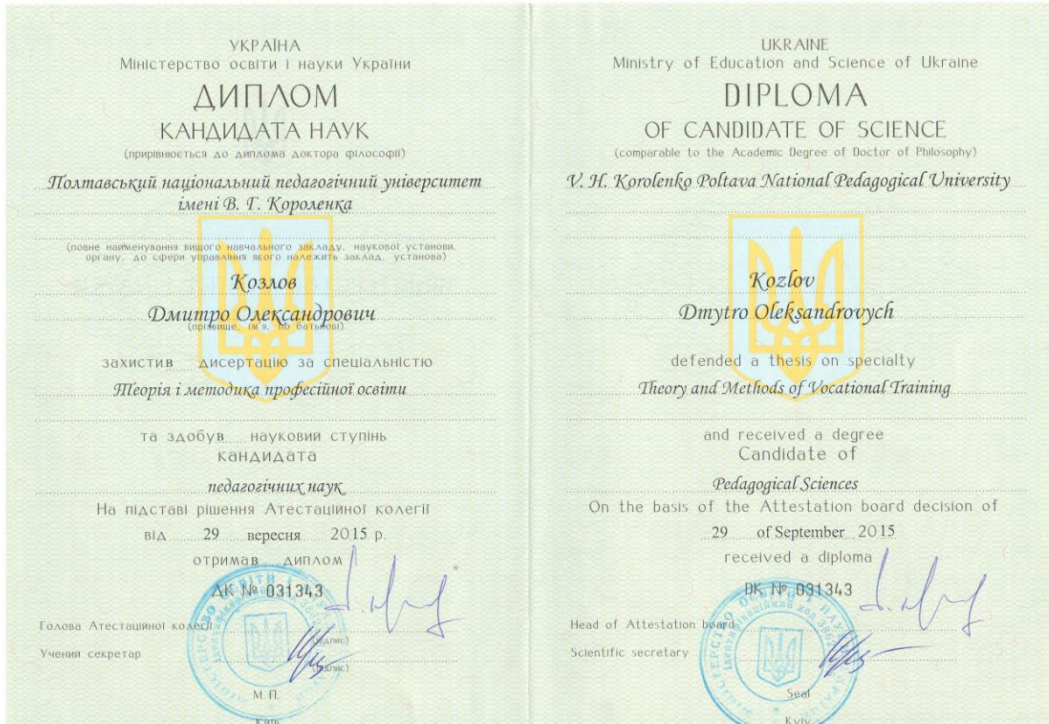 УКРАЇНА
Міністерство освіти і науки України
ДИПЛОМ
КАНДИДАТА НАУК
(прирівнюється до диплома доктора філософії)
Полтавський національний педагогічний університет
імені В. Г. Короленка
(повне найменування вищого навчального закладу, наукової установи,
органу, до сфери управління якого належить заклад, установа)
Козлов
Дмитро Олександрович
(прізвище, ім'я, по батькові)
захистив дисертацію за спеціальністю
Теорія і методика професійної освіти
та здобув науковий ступінь
кандидата
педагогічних наук
На підставі рішення Атестаційної колегії
від 29 вересня 2015 р.
отримав диплом
ДК № 031343
Голова Атестаційної колегії
(підпис)
Учений секретар
(підпис)
М. П.
Київ
UKRAINE
Ministry of Education and Science of Ukraine
DIPLOMA
OF CANDIDATE OF SCIENCE
(comparable to the Academic Degree of Doctor of Philosophy)
V. H. Korolenko Poltava National Pedagogical University
Kozlov
Dmytro Oleksandrovych
defended a thesis on specialty
Theory and Methods of Vocational Training
and received a degree
Candidate of
Pedagogical Sciences
On the basis of the Attestation board decision of
29 of September 2015
received a diploma
DK № 031343
Head of Attestation board
Scientific secretary
Seal
Kyiv